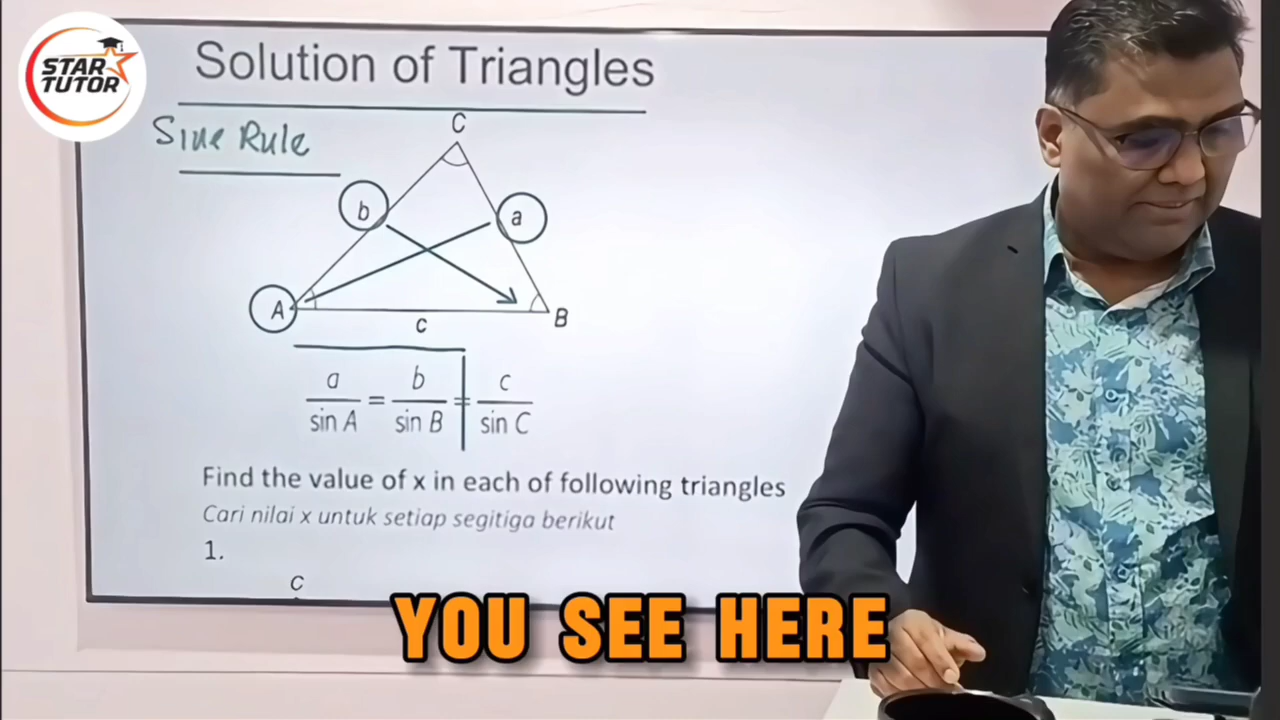 STAR
TUTOR
Solution of Triangles
Sine Rule
C
b
a
A
B
c
a/sin A = b/sin B = c/sin C
Find the value of x in each of following triangles
Cari nilai x untuk setiap segitiga berikut
1.
C
YOU SEE HERE